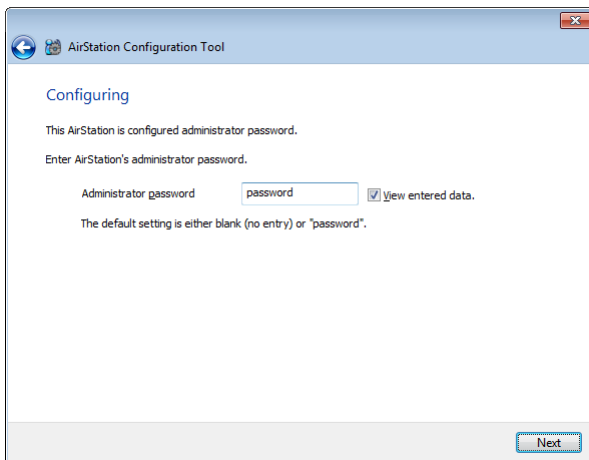 AirStation Configuration Tool
Configuring
This AirStation is configured administrator password.
Enter AirStation's administrator password.
Administrator password password View entered data.
The default setting is either blank (no entry) or "password".
Next